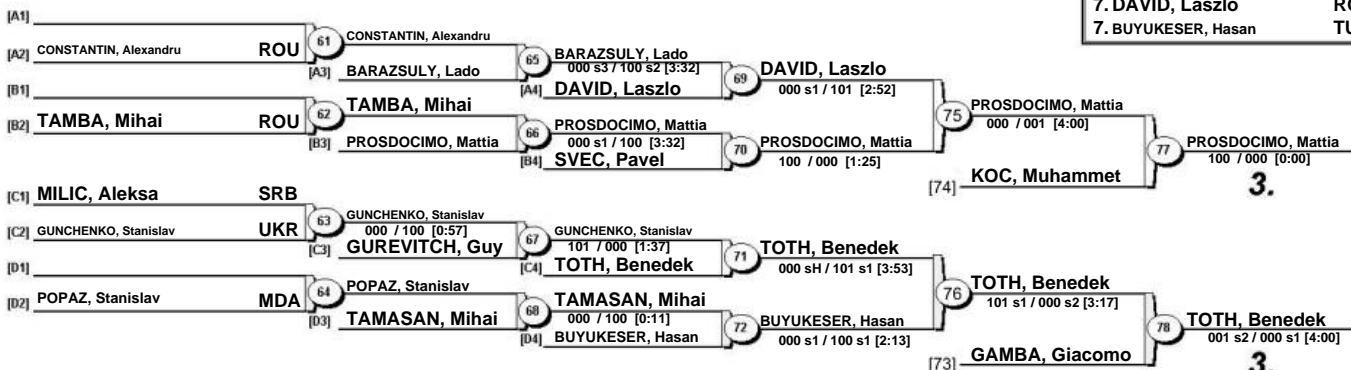 7. DAVID, Laszlo RO
7. BUYUKESER, Hasan TU
[A1]
[A2] CONSTANTIN, Alexandru ROU
61
CONSTANTIN, Alexandru
[A3] BARAZSULY, Lado
65
BARAZSULY, Lado
000 s3 / 100 s2 [3:32]
[A4] DAVID, Laszlo
69
DAVID, Laszlo
000 s1 / 101 [2:52]
[B1]
[B2] TAMBA, Mihai ROU
62
TAMBA, Mihai
[B3] PROSDOCIMO, Mattia
66
PROSDOCIMO, Mattia
000 s1 / 100 [3:32]
[B4] SVEC, Pavel
70
PROSDOCIMO, Mattia
100 / 000 [1:25]
75
PROSDOCIMO, Mattia
000 / 001 [4:00]
[74] KOC, Muhammet
77
PROSDOCIMO, Mattia
100 / 000 [0:00]
3.
[C1] MILIC, Aleksa SRB
[C2] GUNCHENKO, Stanislav UKR
63
GUNCHENKO, Stanislav
000 / 100 [0:57]
[C3] GUREVITCH, Guy
67
GUNCHENKO, Stanislav
101 / 000 [1:37]
[C4] TOTH, Benedek
71
TOTH, Benedek
000 sH / 101 s1 [3:53]
[D1]
[D2] POPAZ, Stanislav MDA
64
POPAZ, Stanislav
[D3] TAMASAN, Mihai
68
TAMASAN, Mihai
000 / 100 [0:11]
[D4] BUYUKESER, Hasan
72
BUYUKESER, Hasan
000 s1 / 100 s1 [2:13]
76
TOTH, Benedek
101 s1 / 000 s2 [3:17]
[73] GAMBA, Giacomo
78
TOTH, Benedek
001 s2 / 000 s1 [4:00]
3.